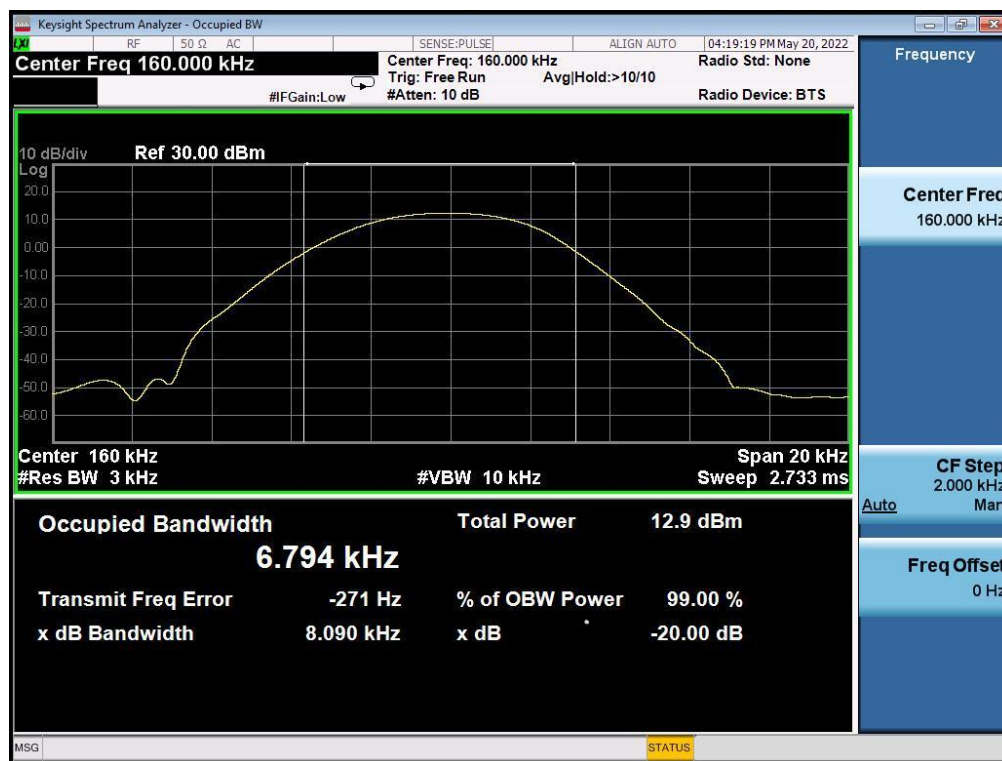 Keysight Spectrum Analyzer - Occupied BW
LXI RF 50 Ω AC SENSE:PULSE ALIGN AUTO 04:19:19 PM May 20, 2022
Center Freq 160.000 kHz
Center Freq: 160.000 kHz Radio Std: None
Trig: Free Run Avg|Hold:>10/10
#IFGain:Low #Atten: 10 dB Radio Device: BTS
10 dB/div Ref 30.00 dBm
Log
20.0
10.0
0.00
-10.0
-20.0
-30.0
-40.0
-50.0
-60.0
Center 160 kHz Span 20 kHz
#Res BW 3 kHz #VBW 10 kHz Sweep 2.733 ms
Occupied Bandwidth Total Power 12.9 dBm
6.794 kHz
Transmit Freq Error -271 Hz % of OBW Power 99.00 %
x dB Bandwidth 8.090 kHz x dB -20.00 dB
MSG STATUS
Frequency
Center Freq
160.000 kHz
CF Step
2.000 kHz
Auto Man
Freq Offset
0 Hz